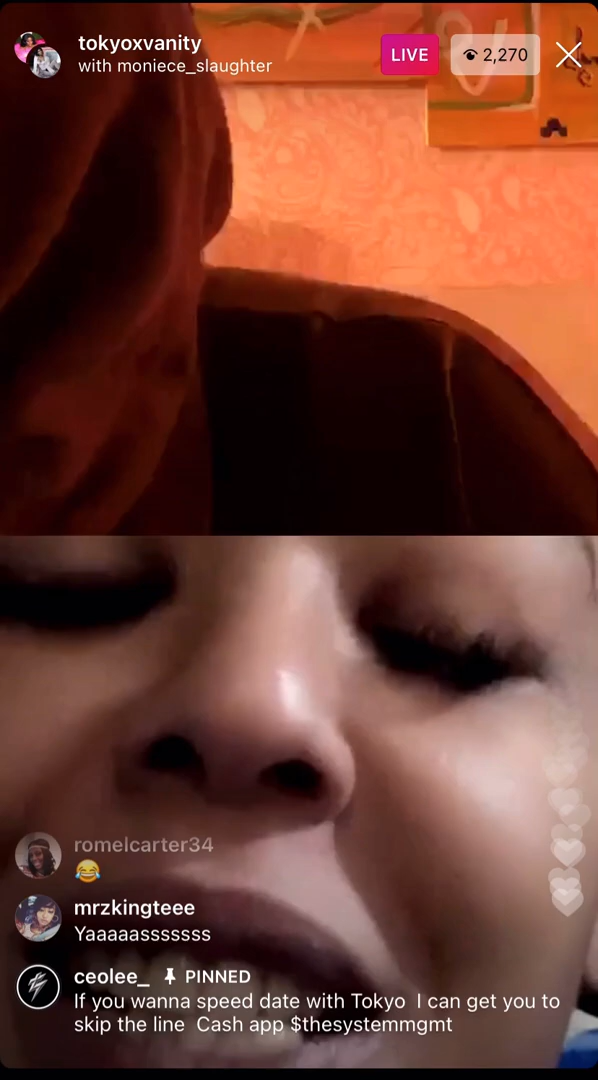 tokyoxvanity
with moniece_slaughter
LIVE
2,270
romelcarter34
😂
mrzkingteee
Yaaaaasssssss
ceolee_ PINNED
If you wanna speed date with Tokyo I can get you to
skip the line Cash app $thesystemmgmt